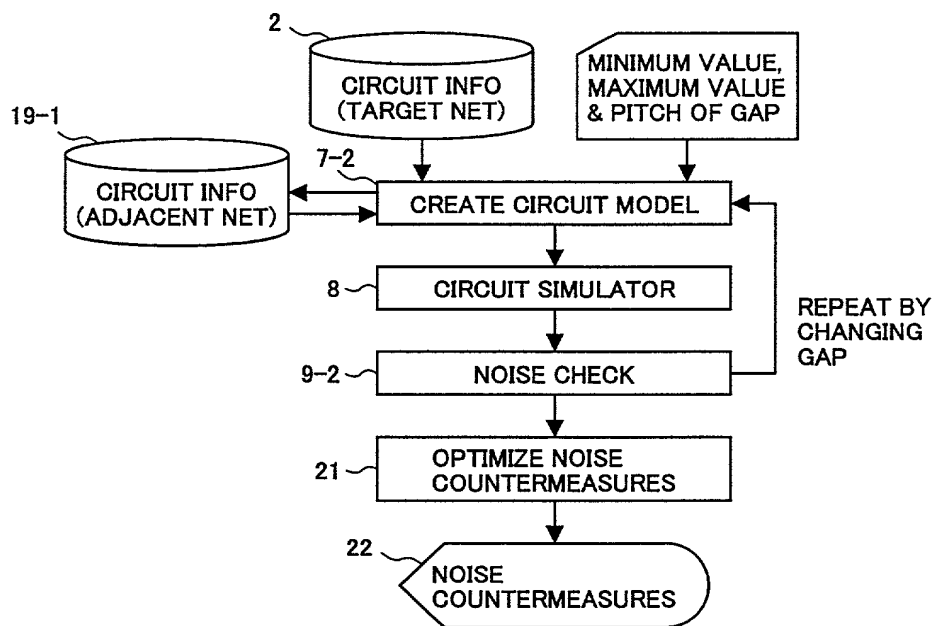 2
CIRCUIT INFO
(TARGET NET)
MINIMUM VALUE,
MAXIMUM VALUE
& PITCH OF GAP
19-1
CIRCUIT INFO
(ADJACENT NET)
7-2
CREATE CIRCUIT MODEL
8
CIRCUIT SIMULATOR
REPEAT BY
CHANGING
GAP
9-2
NOISE CHECK
21
OPTIMIZE NOISE
COUNTERMEASURES
22
NOISE
COUNTERMEASURES